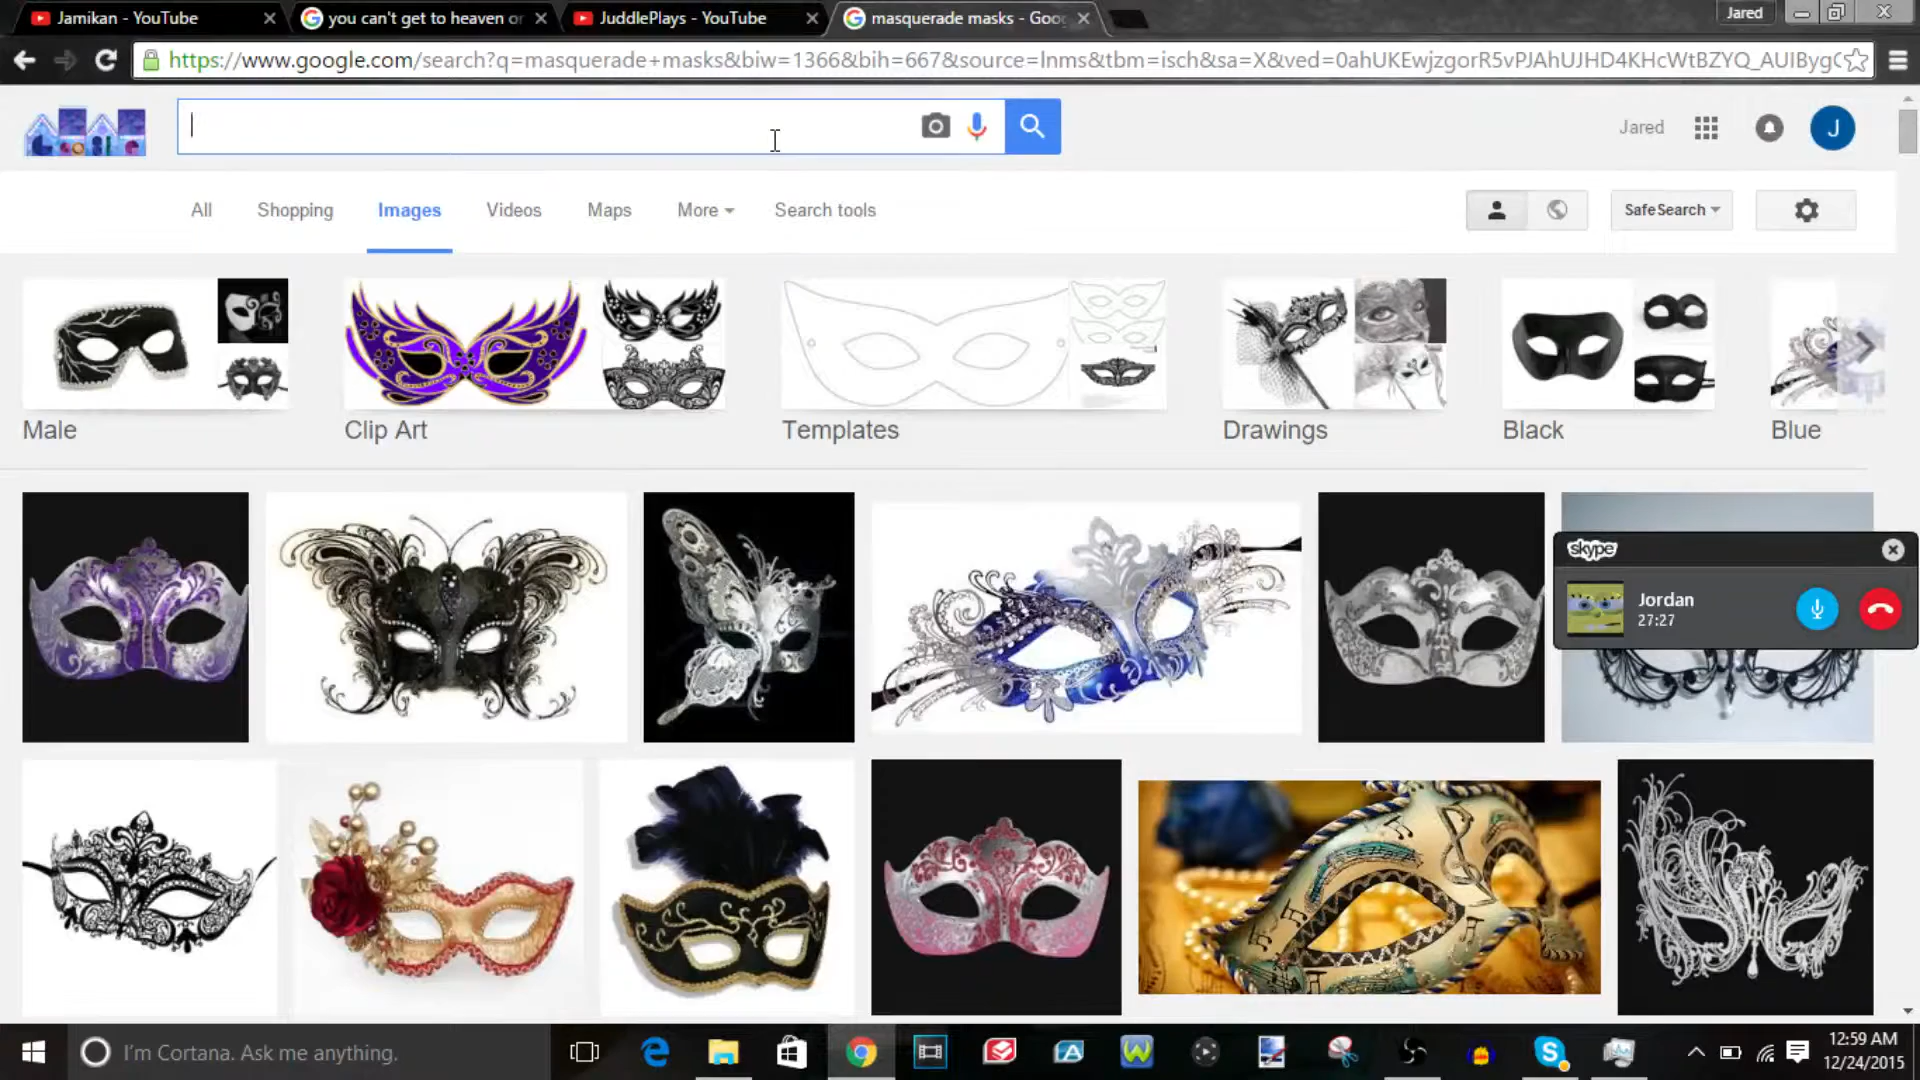 Jamikan - YouTube
you can't get to heaven or
JuddlePlays - YouTube
masquerade masks - Goo
Jared
https://www.google.com/search?q=masquerade+masks&biw=1366&bih=667&source=lnms&tbm=isch&sa=X&ved=0ahUKEwjzgorR5vPJAhUJHD4KHcWtBZYQ_AUIBygC
Google
Jared
J
All
Shopping
Images
Videos
Maps
More
Search tools
SafeSearch
Male
Clip Art
Templates
Drawings
Black
Blue
skype
Jordan
27:27
I'm Cortana. Ask me anything.
12:59 AM
12/24/2015